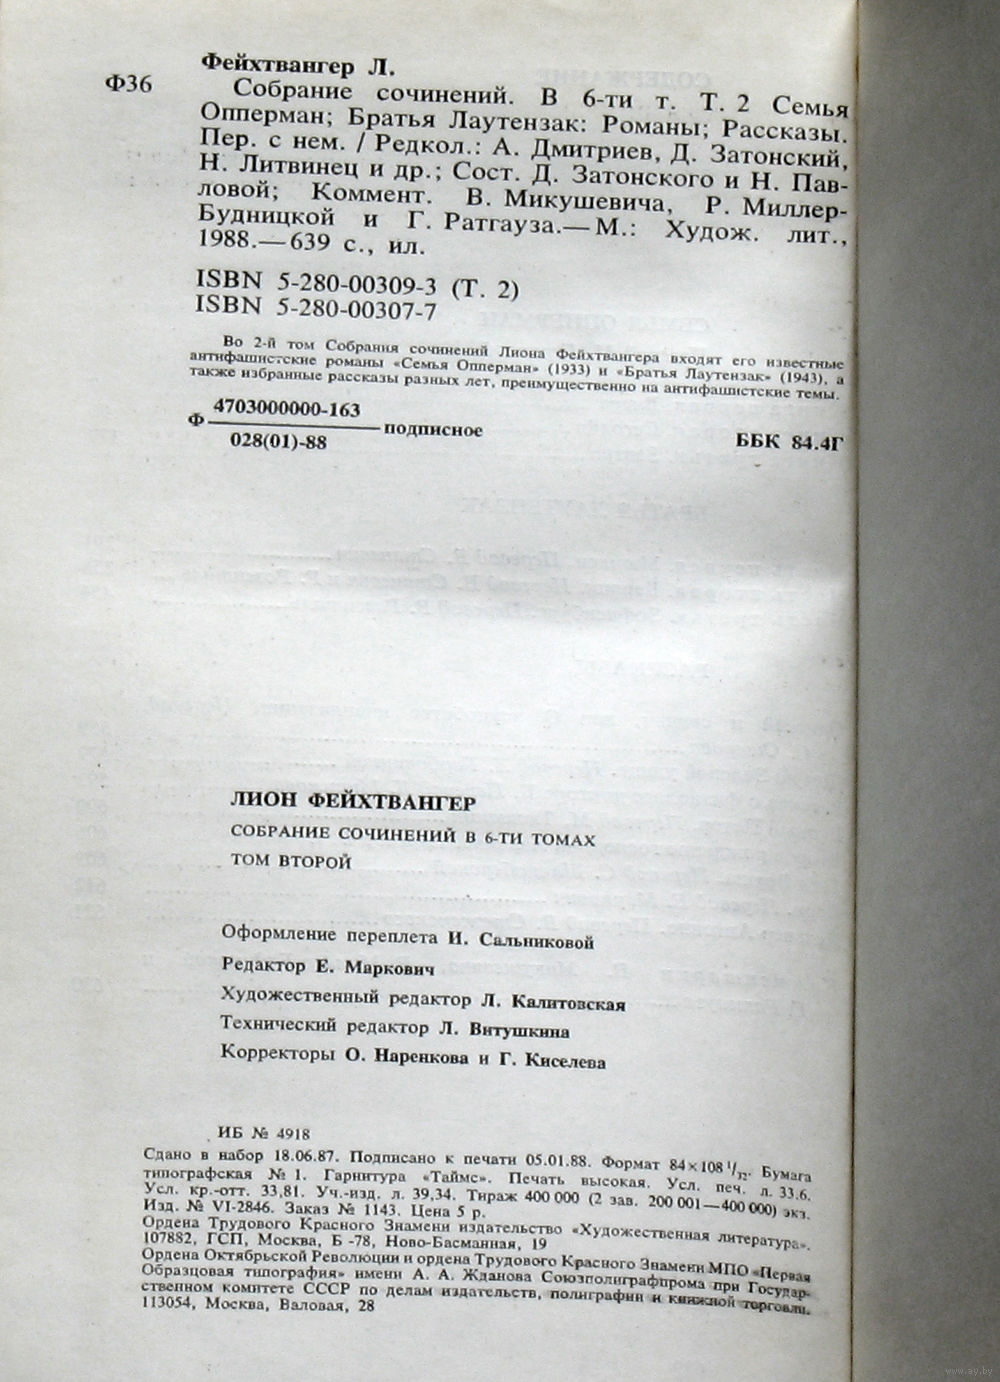 Фейхтвангер Л.
Ф36
Собрание сочинений. В 6-ти т. Т. 2 Семья
Опперман; Братья Лаутензак: Романы; Рассказы.
Пер. с нем. / Редкол.: А. Дмитриев, Д. Затонский,
Н. Литвинец и др.; Сост. Д. Затонского и Н. Пав-
ловой; Коммент. В. Микушевича, Р. Миллер-
Будницкой и Г. Ратгауза.— М.: Худож. лит.,
1988.— 639 с., ил.
ISBN 5-280-00309-3 (Т. 2)
ISBN 5-280-00307-7
Во 2-й том Собрания сочинений Лиона Фейхтвангера входят его известные
антифашистские романы «Семья Опперман» (1933) и «Братья Лаутензак» (1943), а
также избранные рассказы разных лет, преимущественно на антифашистские темы.
4703000000-163
Ф подписное
028(01)-88
ББК 84.4Г
ЛИОН ФЕЙХТВАНГЕР
СОБРАНИЕ СОЧИНЕНИЙ В 6-ТИ ТОМАХ
ТОМ ВТОРОЙ
Оформление переплета И. Сальниковой
Редактор Е. Маркович
Художественный редактор Л. Калитовская
Технический редактор Л. Витушкина
Корректоры О. Наренкова и Г. Киселева
ИБ № 4918
Сдано в набор 18.06.87. Подписано к печати 05.01.88. Формат 84×108 1/32. Бумага
типографская № 1. Гарнитура «Таймс». Печать высокая. Усл. печ. л. 33,6.
Усл. кр.-отт. 33,81. Уч.-изд. л. 39,34. Тираж 400 000 (2 зав. 200 001—400 000) экз.
Изд. № VI-2846. Заказ № 1143. Цена 5 р.
Ордена Трудового Красного Знамени издательство «Художественная литература».
107882, ГСП, Москва, Б-78, Ново-Басманная, 19
Ордена Октябрьской Революции и ордена Трудового Красного Знамени МПО «Первая
Образцовая типография» имени А. А. Жданова Союзполиграфпрома при Государ-
ственном комитете СССР по делам издательств, полиграфии и книжной торговли.
113054, Москва, Валовая, 28
www.ay.by